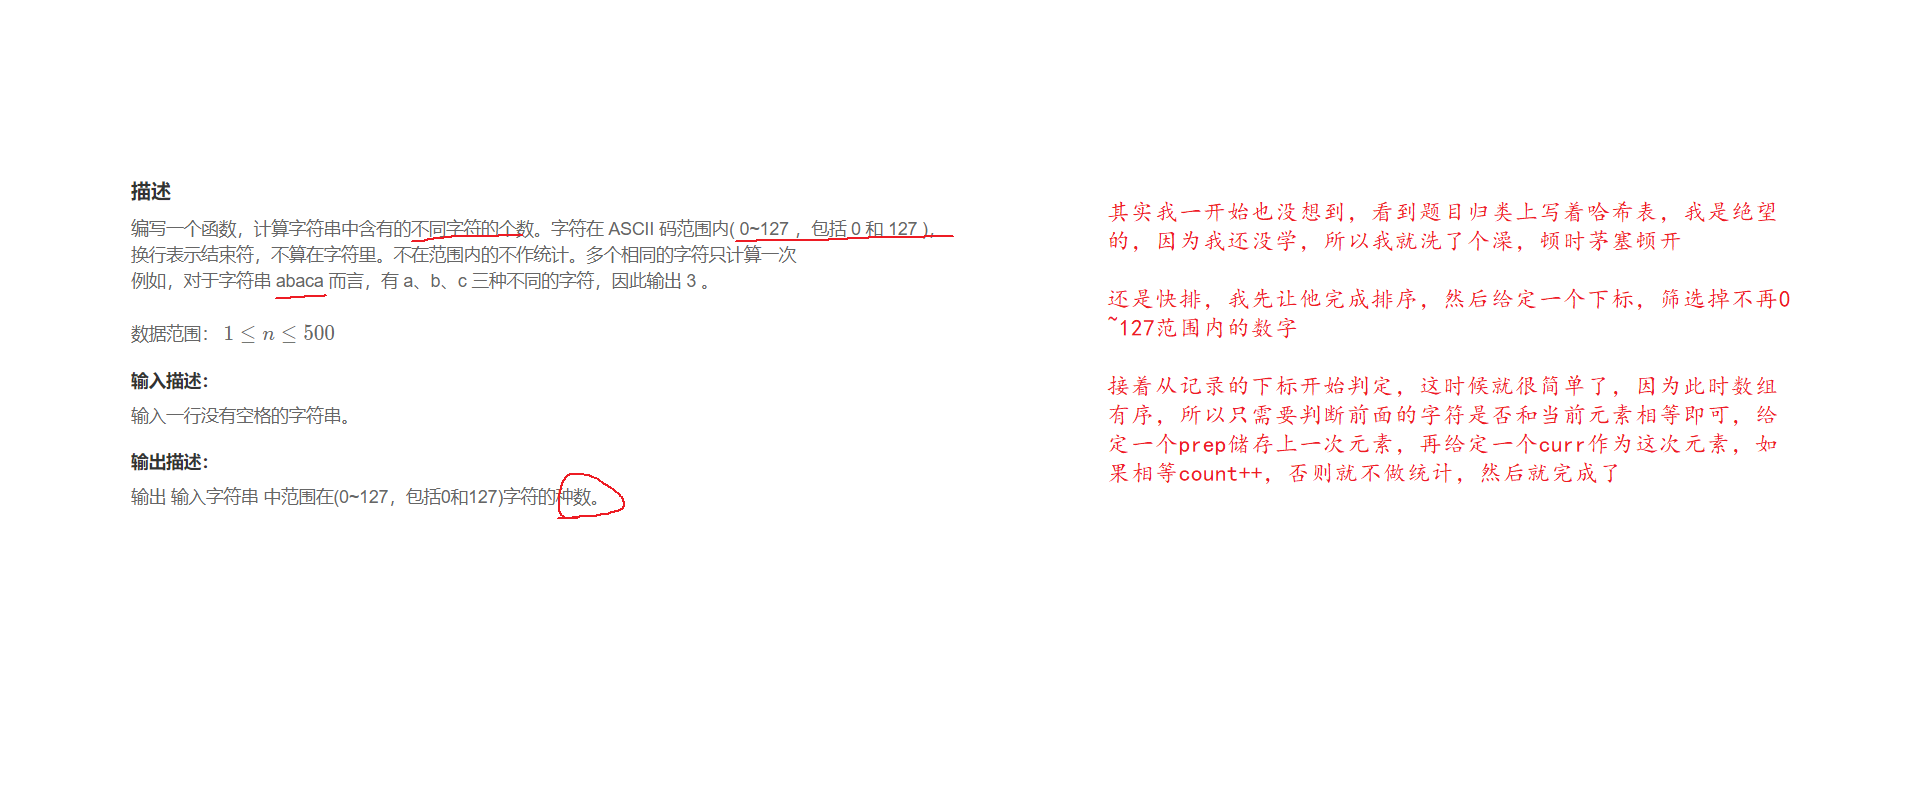 描述
编写一个函数，计算字符串中含有的不同字符的个数。字符在 ASCII 码范围内( 0~127 ，包括 0 和 127 )，
换行表示结束符，不算在字符里。不在范围内的不作统计。多个相同的字符只计算一次
例如，对于字符串 abaca 而言，有 a、b、c 三种不同的字符，因此输出 3 。
数据范围： 1 ≤ n ≤ 500
输入描述：
输入一行没有空格的字符串。
输出描述：
输出 输入字符串 中范围在(0~127，包括0和127)字符的种数。
其实我一开始也没想到，看到题目归类上写着哈希表，我是绝望
的，因为我还没学，所以我就洗了个澡，顿时茅塞顿开
还是快排，我先让他完成排序，然后给定一个下标，筛选掉不再0
~127范围内的数字
接着从记录的下标开始判定，这时候就很简单了，因为此时数组
有序，所以只需要判断前面的字符是否和当前元素相等即可，给
定一个prep储存上一次元素，再给定一个curr作为这次元素，如
果相等count++，否则就不做统计，然后就完成了